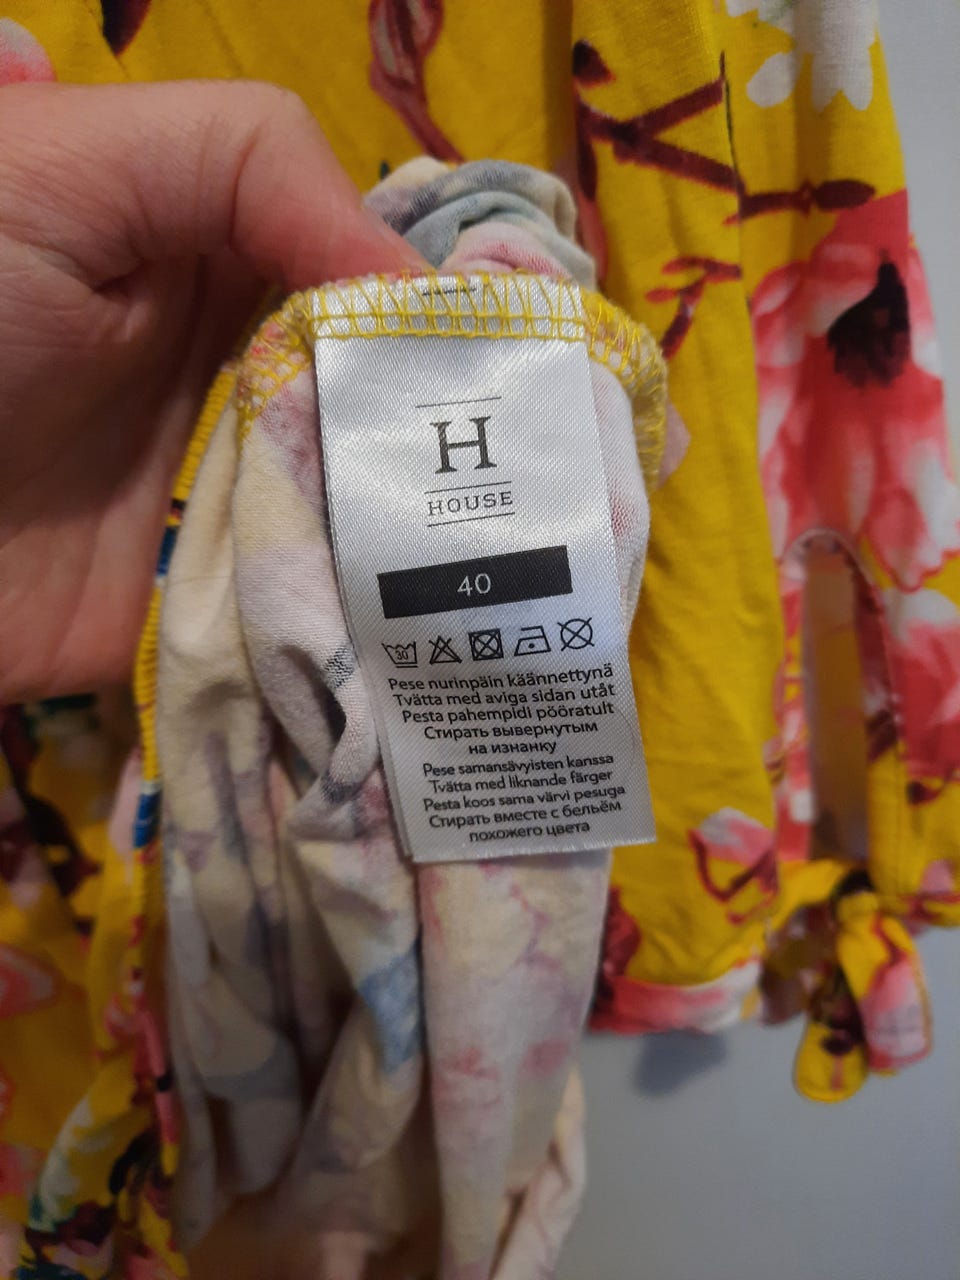 H
HOUSE
40
30
Pese nurinpäin käännettynä
Tvätta med aviga sidan utåt
Pesta pahempidi pööratult
Стирать вывернутым
на изнанку
Pese samansävyisten kanssa
Tvätta med liknande färger
Pesta koos sama värvi pesuga
Стирать вместе с бельём
похожего цвета